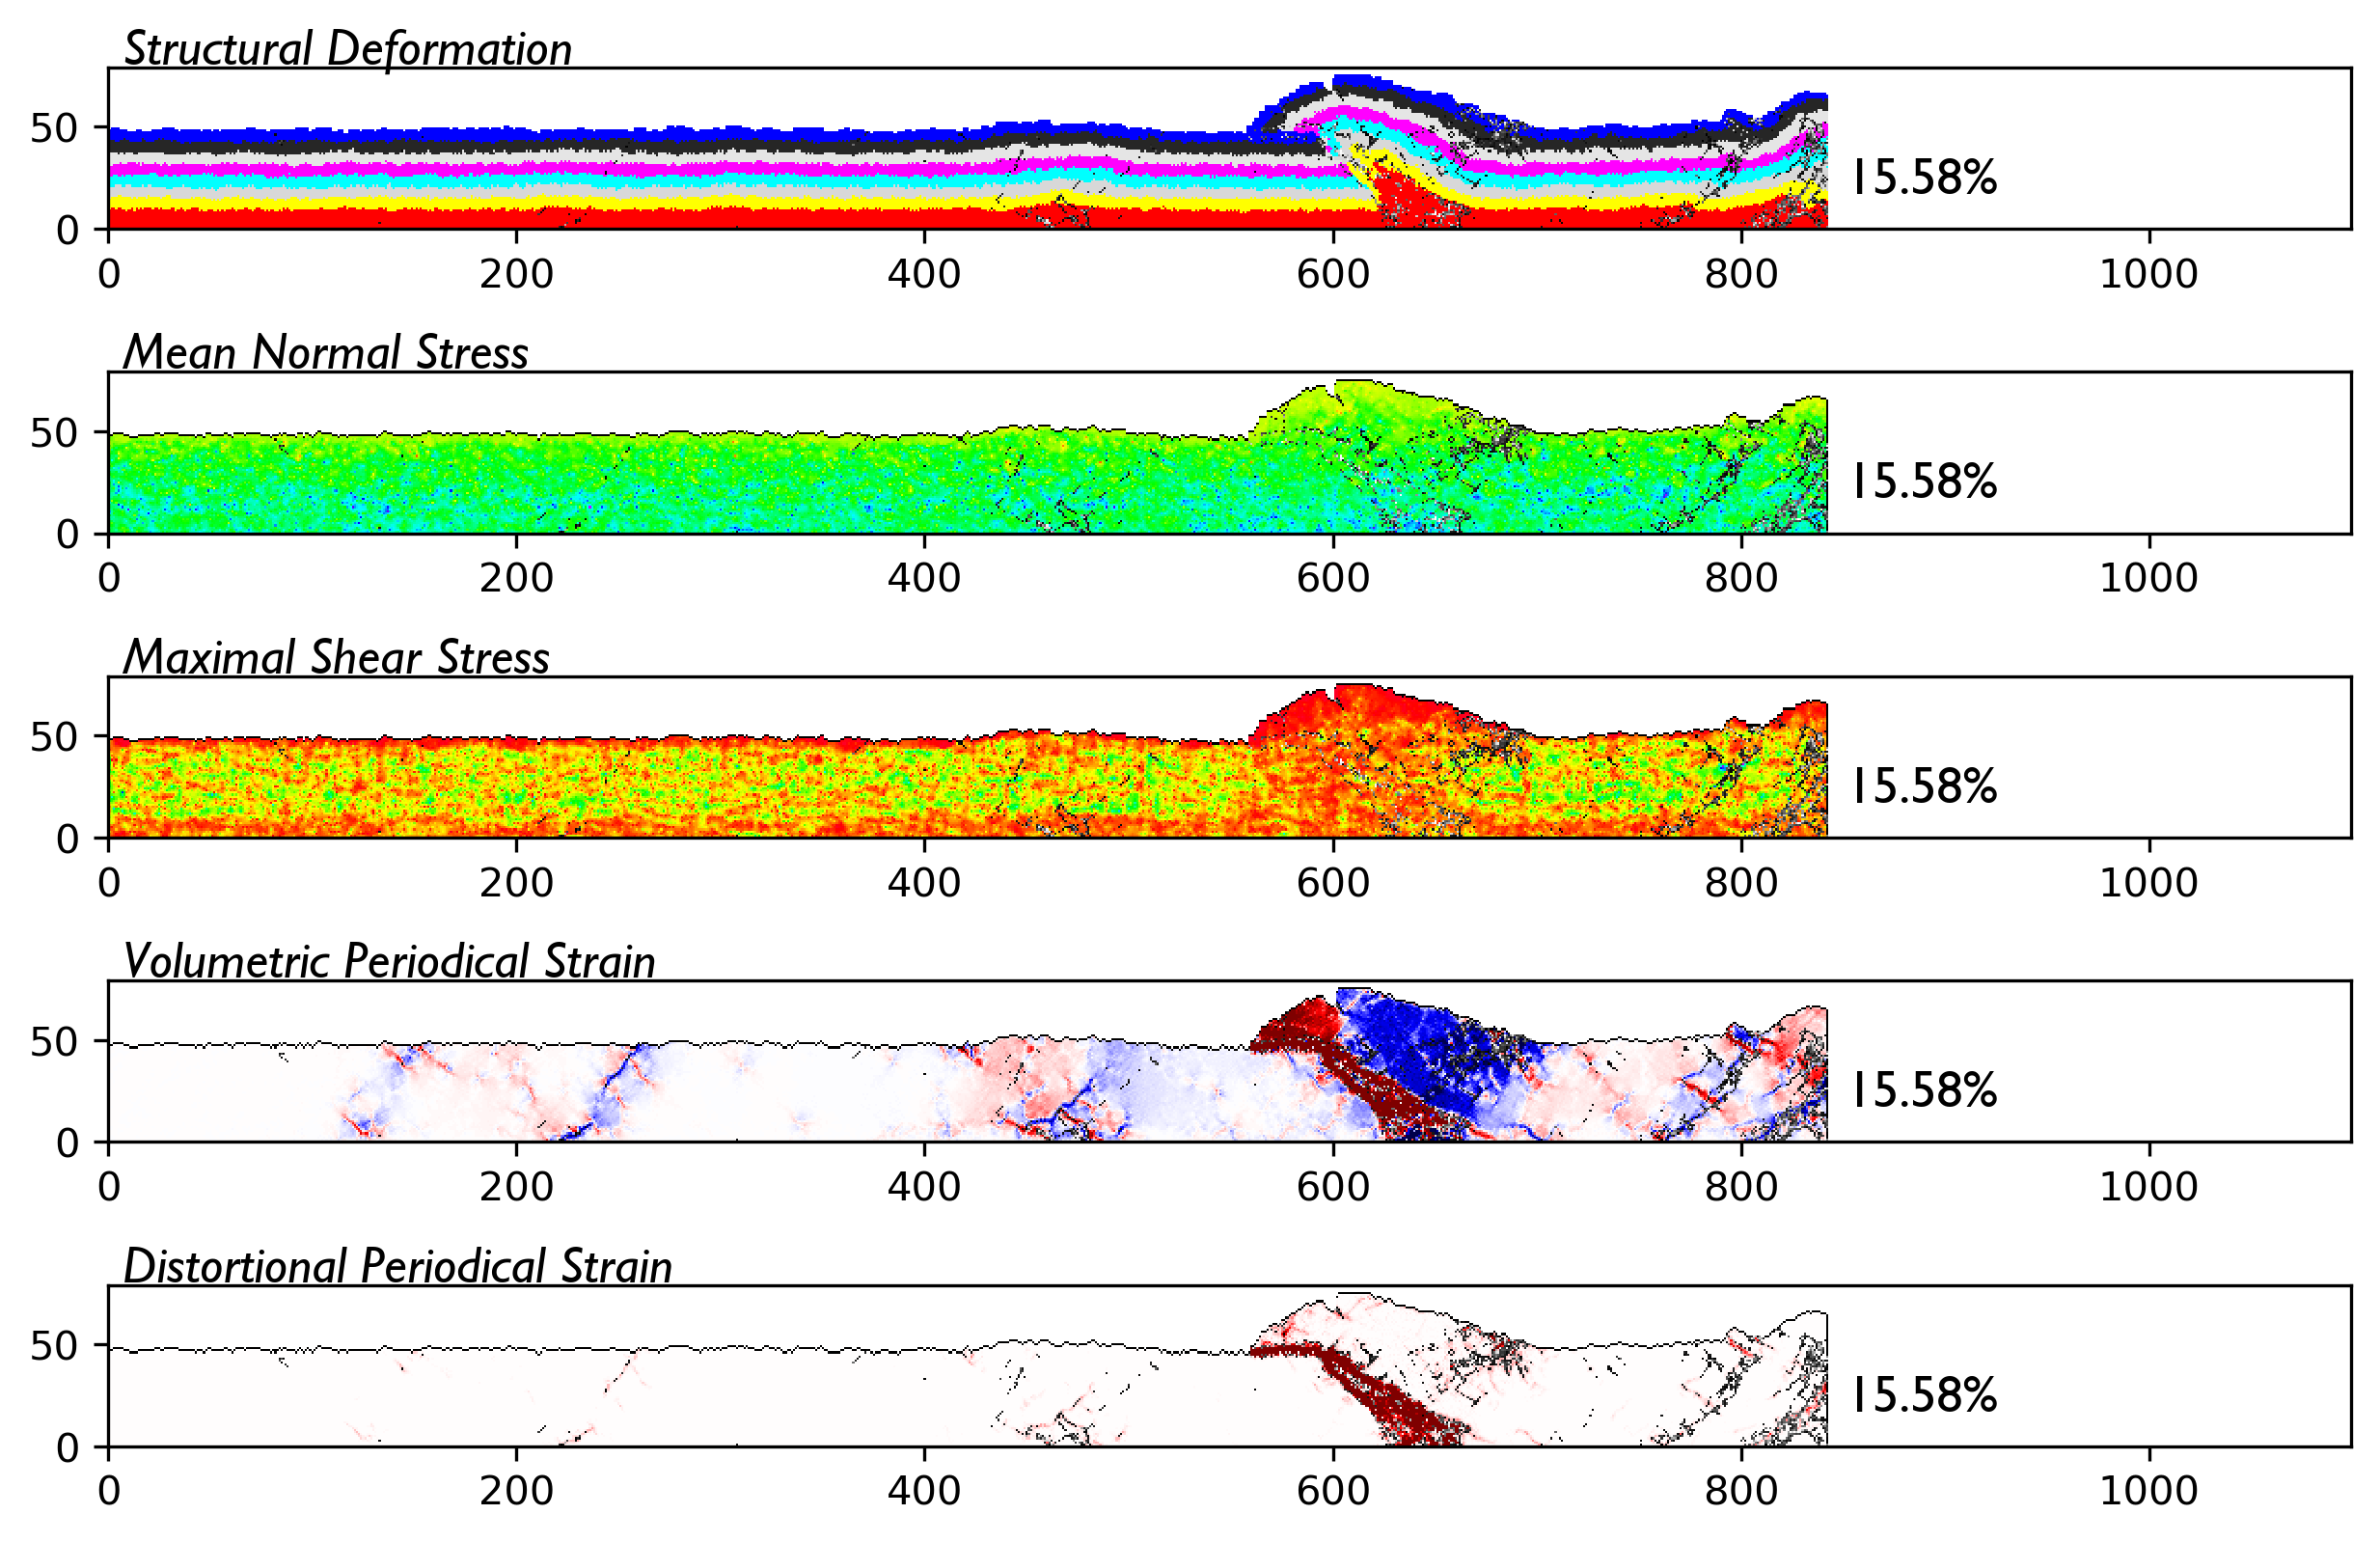 Structural Deformation
50
0
15.58%
0 200 400 600 800 1000
Mean Normal Stress
50
0
15.58%
0 200 400 600 800 1000
Maximal Shear Stress
50
0
15.58%
0 200 400 600 800 1000
Volumetric Periodical Strain
50
0
15.58%
0 200 400 600 800 1000
Distortional Periodical Strain
50
0
15.58%
0 200 400 600 800 1000